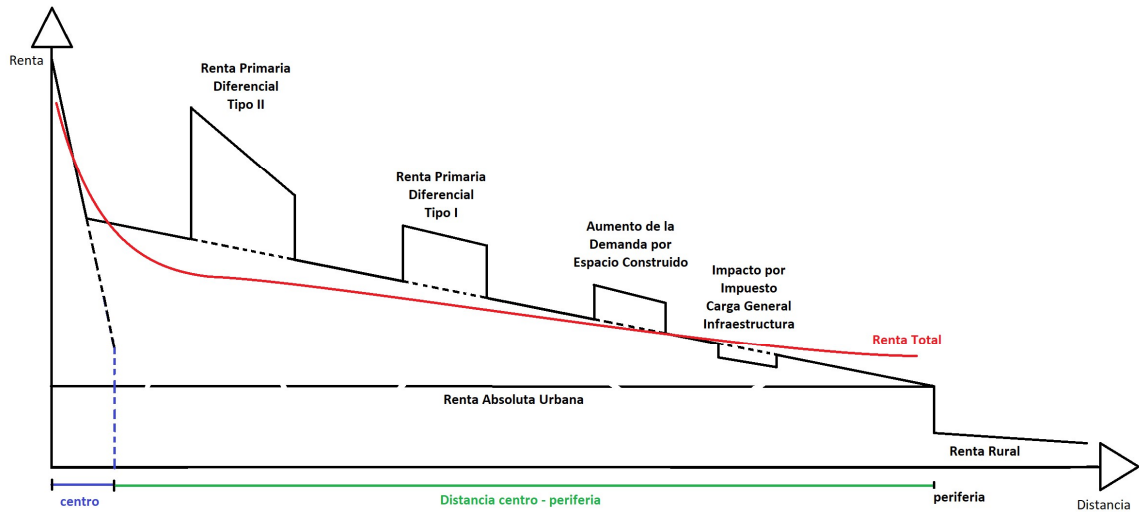 Renta
Renta Primaria
Diferencial
Tipo II
Renta Primaria
Diferencial
Tipo I
Aumento de la
Demanda por
Espacio Construido
Impacto por
Impuesto
Carga General
Infraestructura
Renta Total
Renta Absoluta Urbana
Renta Rural
centro
Distancia centro - periferia
periferia
Distancia